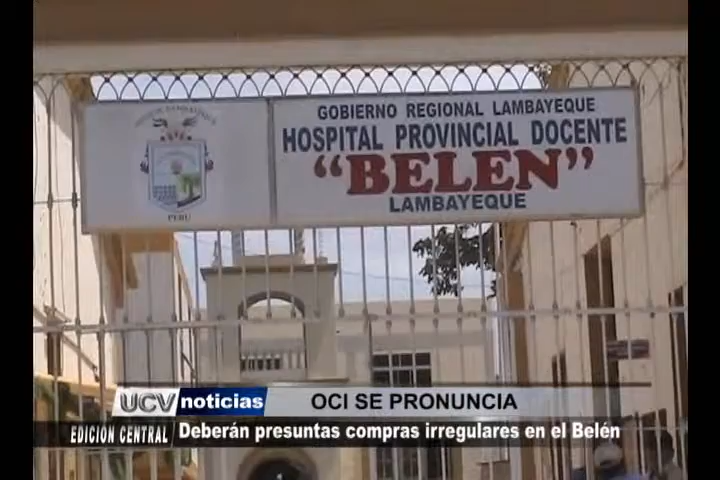 GOBIERNO REGIONAL LAMBAYEQUE
HOSPITAL PROVINCIAL DOCENTE
"BELEN"
LAMBAYEQUE
PERU
UCV noticias
OCI SE PRONUNCIA
EDICIÓN CENTRAL
Deberán presuntas compras irregulares en el Belén